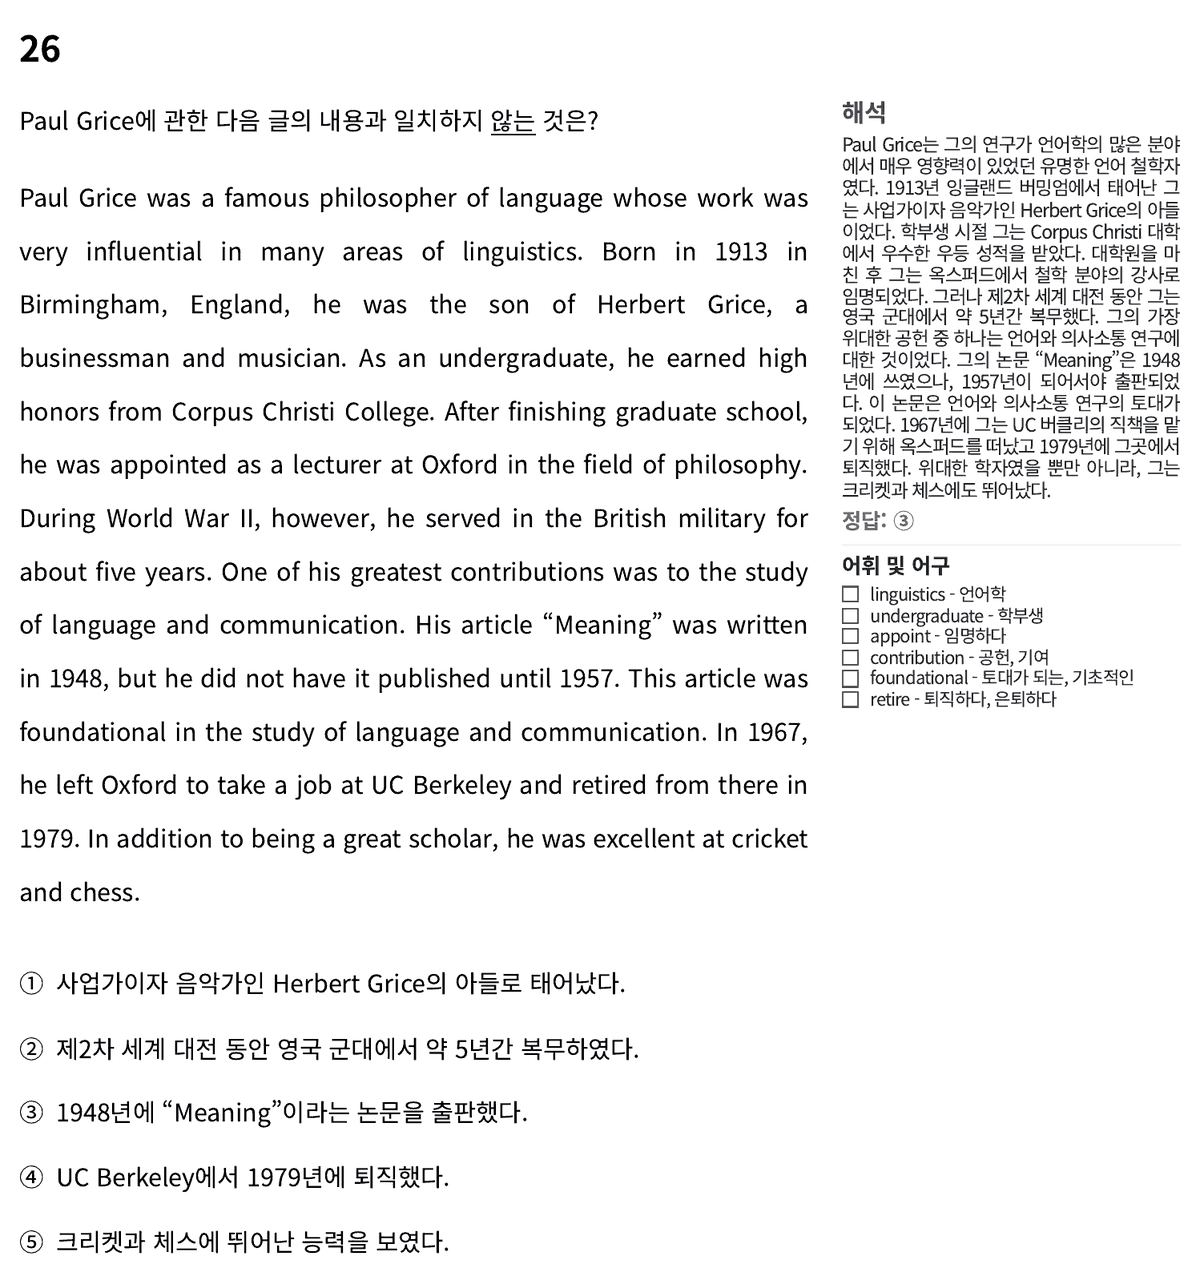 26
Paul Grice에 관한 다음 글의 내용과 일치하지 않는 것은?
Paul Grice was a famous philosopher of language whose work was
very influential in many areas of linguistics. Born in 1913 in
Birmingham, England, he was the son of Herbert Grice, a
businessman and musician. As an undergraduate, he earned high
honors from Corpus Christi College. After finishing graduate school,
he was appointed as a lecturer at Oxford in the field of philosophy.
During World War II, however, he served in the British military for
about five years. One of his greatest contributions was to the study
of language and communication. His article “Meaning” was written
in 1948, but he did not have it published until 1957. This article was
foundational in the study of language and communication. In 1967,
he left Oxford to take a job at UC Berkeley and retired from there in
1979. In addition to being a great scholar, he was excellent at cricket
and chess.
① 사업가이자 음악가인 Herbert Grice의 아들로 태어났다.
② 제2차 세계 대전 동안 영국 군대에서 약 5년간 복무하였다.
③ 1948년에 “Meaning”이라는 논문을 출판했다.
④ UC Berkeley에서 1979년에 퇴직했다.
⑤ 크리켓과 체스에 뛰어난 능력을 보였다.
해석
Paul Grice는 그의 연구가 언어학의 많은 분야
에서 매우 영향력이 있었던 유명한 언어 철학자
였다. 1913년 잉글랜드 버밍엄에서 태어난 그
는 사업가이자 음악가인 Herbert Grice의 아들
이었다. 학부생 시절 그는 Corpus Christi 대학
에서 우수한 우등 성적을 받았다. 대학원을 마
친 후 그는 옥스퍼드에서 철학 분야의 강사로
임명되었다. 그러나 제2차 세계 대전 동안 그는
영국 군대에서 약 5년간 복무했다. 그의 가장
위대한 공헌 중 하나는 언어와 의사소통 연구에
대한 것이었다. 그의 논문 “Meaning”은 1948
년에 쓰였으나, 1957년이 되어서야 출판되었
다. 이 논문은 언어와 의사소통 연구의 토대가
되었다. 1967년에 그는 UC 버클리의 직책을 맡
기 위해 옥스퍼드를 떠났고 1979년에 그곳에서
퇴직했다. 위대한 학자였을 뿐만 아니라, 그는
크리켓과 체스에도 뛰어났다.
정답: ③
어휘 및 어구
□ linguistics - 언어학
□ undergraduate - 학부생
□ appoint - 임명하다
□ contribution - 공헌, 기여
□ foundational - 토대가 되는, 기초적인
□ retire - 퇴직하다, 은퇴하다